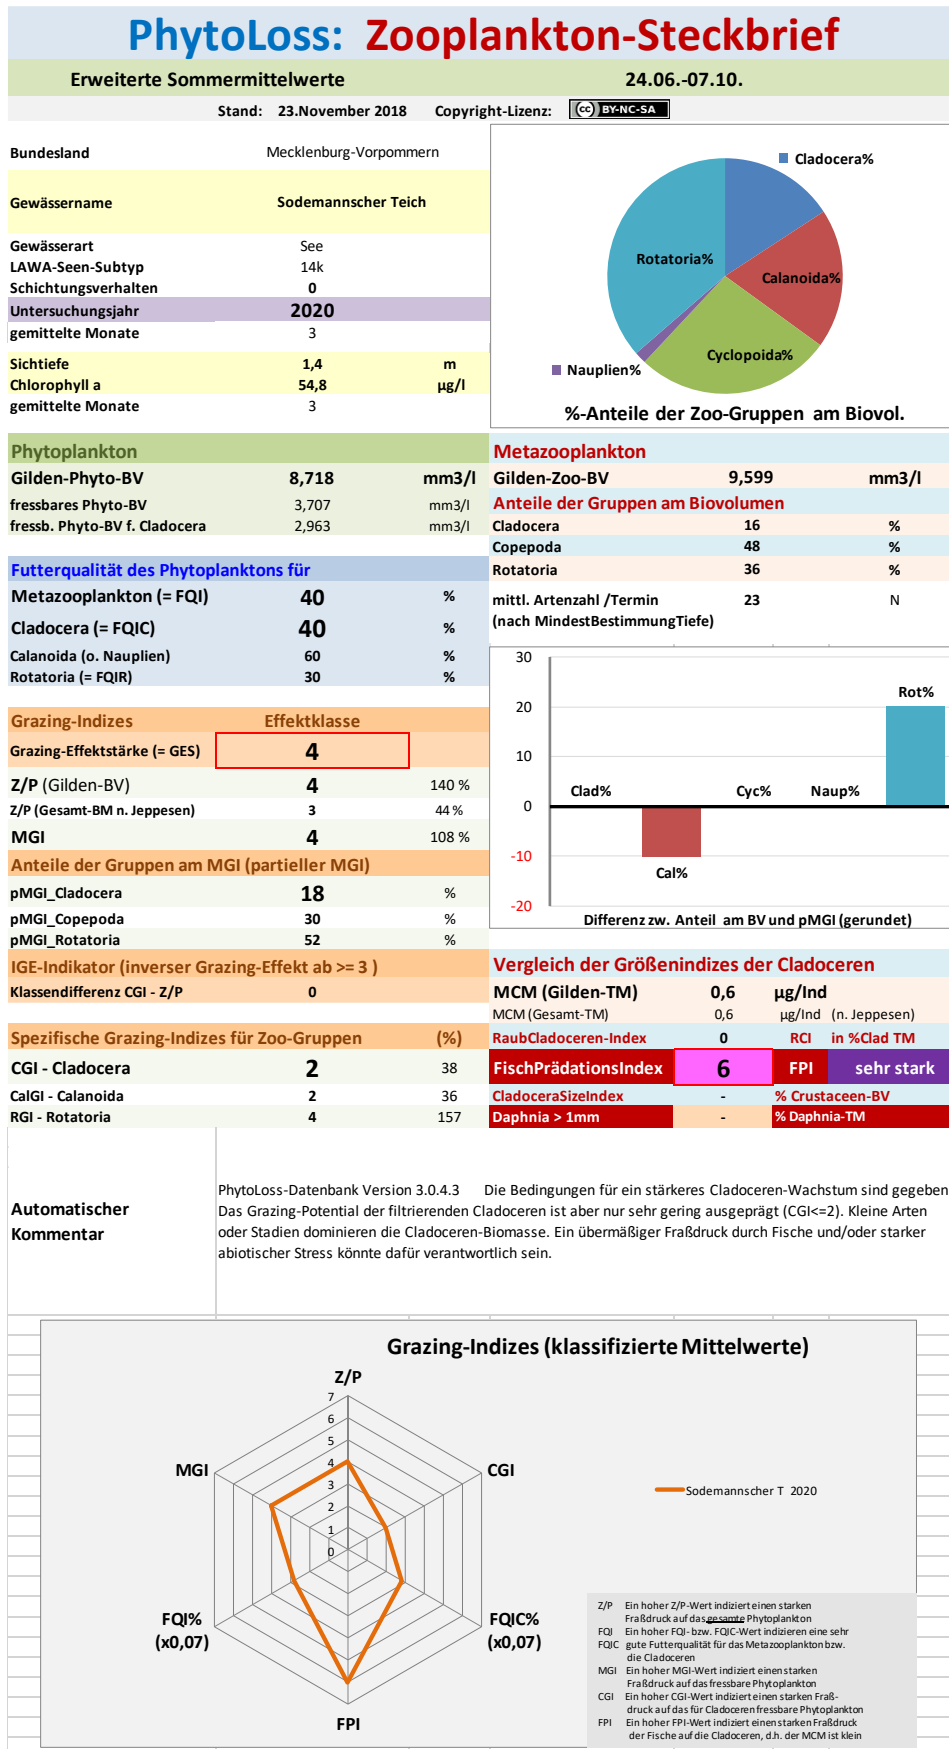 PhytoLoss: Zooplankton-Steckbrief
Erweiterte Sommermittelwerte 24.06.-07.10.
Stand: 23.November 2018 Copyright-Lizenz: cc BY-NC-SA
Bundesland Mecklenburg-Vorpommern
Gewässername Sodemannscher Teich
Gewässerart See
LAWA-Seen-Subtyp 14k
Schichtungsverhalten 0
Untersuchungsjahr 2020
gemittelte Monate 3
Sichttiefe 1,4 m
Chlorophyll a 54,8 µg/l
gemittelte Monate 3
Cladocera%
Rotatoria%
Calanoida%
Cyclopoida%
Nauplien%
%-Anteile der Zoo-Gruppen am Biovol.
Phytoplankton
Gilden-Phyto-BV 8,718 mm3/l
fressbares Phyto-BV 3,707 mm3/l
fressb. Phyto-BV f. Cladocera 2,963 mm3/l
Metazooplankton
Gilden-Zoo-BV 9,599 mm3/l
Anteile der Gruppen am Biovolumen
Cladocera 16 %
Copepoda 48 %
Rotatoria 36 %
mittl. Artenzahl /Termin 23 N
(nach MindestBestimmungTiefe)
Futterqualität des Phytoplanktons für
Metazooplankton (= FQI) 40 %
Cladocera (= FQIC) 40 %
Calanoida (o. Nauplien) 60 %
Rotatoria (= FQIR) 30 %
30
20
10
0
-10
-20
Clad%
Cal%
Cyc%
Naup%
Rot%
Differenz zw. Anteil am BV und pMGI (gerundet)
Grazing-Indizes Effektklasse
Grazing-Effektstärke (= GES) 4
Z/P (Gilden-BV) 4 140 %
Z/P (Gesamt-BM n. Jeppesen) 3 44 %
MGI 4 108 %
Anteile der Gruppen am MGI (partieller MGI)
pMGI_Cladocera 18 %
pMGI_Copepoda 30 %
pMGI_Rotatoria 52 %
IGE-Indikator (inverser Grazing-Effekt ab >= 3 )
Klassendifferenz CGI - Z/P 0
Spezifische Grazing-Indizes für Zoo-Gruppen (%)
CGI - Cladocera 2 38
CalGI - Calanoida 2 36
RGI - Rotatoria 4 157
Vergleich der Größenindizes der Cladoceren
MCM (Gilden-TM) 0,6 µg/Ind
MCM (Gesamt-TM) 0,6 µg/Ind (n. Jeppesen)
RaubCladoceren-Index 0 RCI in %Clad TM
FischPrädationsIndex 6 FPI sehr stark
CladoceraSizeIndex - % Crustaceen-BV
Daphnia > 1mm - % Daphnia-TM
Automatischer
Kommentar
PhytoLoss-Datenbank Version 3.0.4.3 Die Bedingungen für ein stärkeres Cladoceren-Wachstum sind gegeben
Das Grazing-Potential der filtrierenden Cladoceren ist aber nur sehr gering ausgeprägt (CGI<=2). Kleine Arten
oder Stadien dominieren die Cladoceren-Biomasse. Ein übermäßiger Fraßdruck durch Fische und/oder starker
abiotischer Stress könnte dafür verantwortlich sein.
Grazing-Indizes (klassifizierte Mittelwerte)
Z/P
7
6
5
4
3
2
1
0
MGI
CGI
FQI%
(x0,07)
FQIC%
(x0,07)
FPI
Sodemannscher T 2020
Z/P Ein hoher Z/P-Wert indiziert einen starken
Fraßdruck auf das gesamte Phytoplankton
FQI Ein hoher FQI- bzw. FQIC-Wert indizieren eine sehr
FQIC gute Futterqualität für das Metazooplankton bzw.
die Cladoceren
MGI Ein hoher MGI-Wert indiziert einen starken
Fraßdruck auf das fressbare Phytoplankton
CGI Ein hoher CGI-Wert indiziert einen starken Fraß-
druck auf das für Cladoceren fressbare Phytoplankton
FPI Ein hoher FPI-Wert indiziert einen starken Fraßdruck
der Fische auf die Cladoceren, d.h. der MCM ist klein